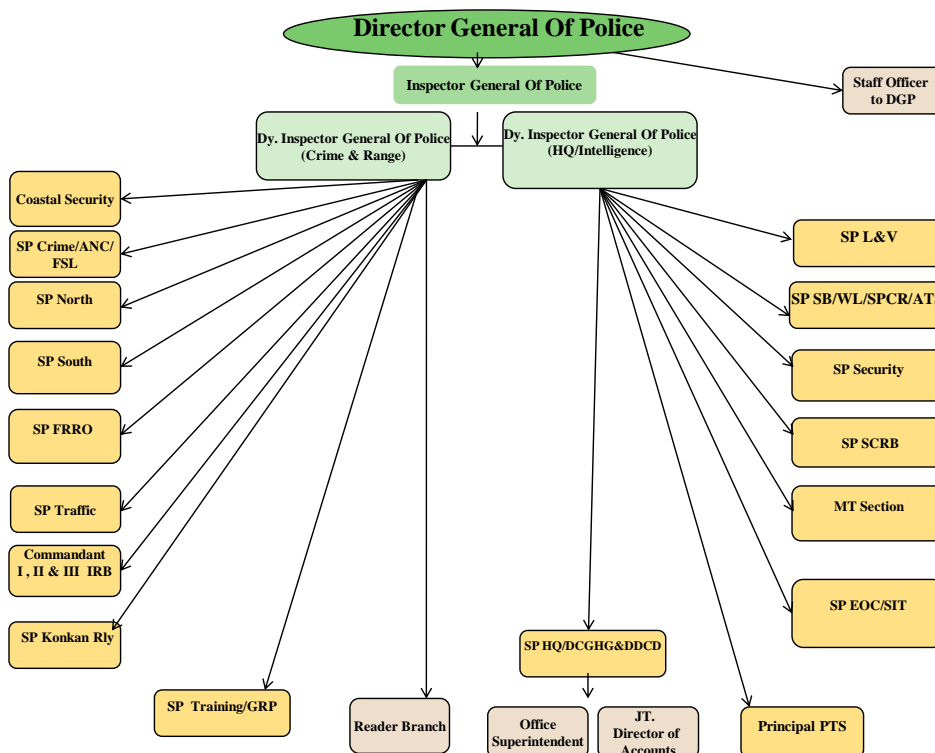 Director General Of Police
Inspector General Of Police
Staff Officer
to DGP
Dy. Inspector General Of Police
(Crime & Range)
Dy. Inspector General Of Police
(HQ/Intelligence)
Coastal Security
SP Crime/ANC/
FSL
SP North
SP South
SP FRRO
SP Traffic
Commandant
I , II & III IRB
SP Konkan Rly
SP Training/GRP
Reader Branch
SP L&V
SP SB/WL/SPCR/AT
SP Security
SP SCRB
MT Section
SP EOC/SIT
SP HQ/DCGHG&DDCD
Office
Superintendent
JT.
Director of
Accounts
Principal PTS